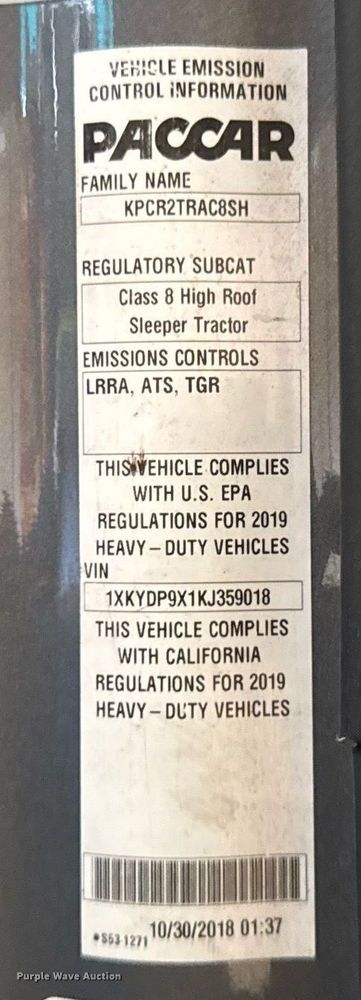 VEHICLE EMISSION
CONTROL INFORMATION
PACCAR
FAMILY NAME
KPCR2TRAC8SH
REGULATORY SUBCAT
Class 8 High Roof
Sleeper Tractor
EMISSIONS CONTROLS
LRRA, ATS, TGR
THIS VEHICLE COMPLIES
WITH U.S. EPA
REGULATIONS FOR 2019
HEAVY – DUTY VEHICLES
VIN
1XKYDP9X1KJ359018
THIS VEHICLE COMPLIES
WITH CALIFORNIA
REGULATIONS FOR 2019
HEAVY – DUTY VEHICLES
•S53-1271 10/30/2018 01:37
Purple Wave Auction